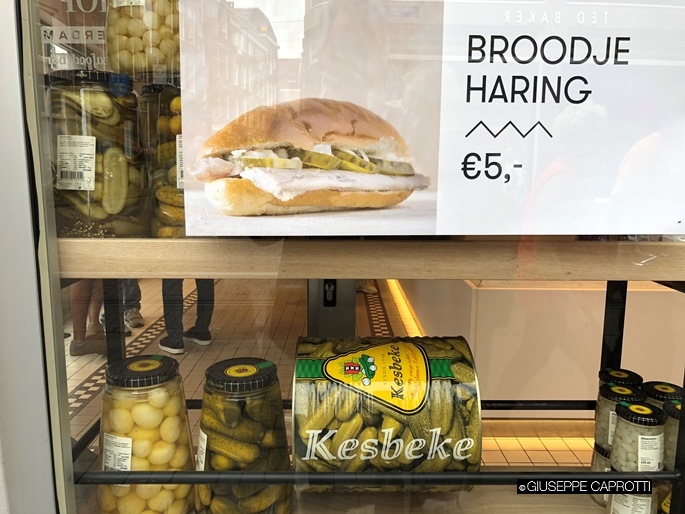 TED BAKER
BROODJE
HARING
€5,-
Kesbeke
Kesbeke
©GIUSEPPE CAPROTTI